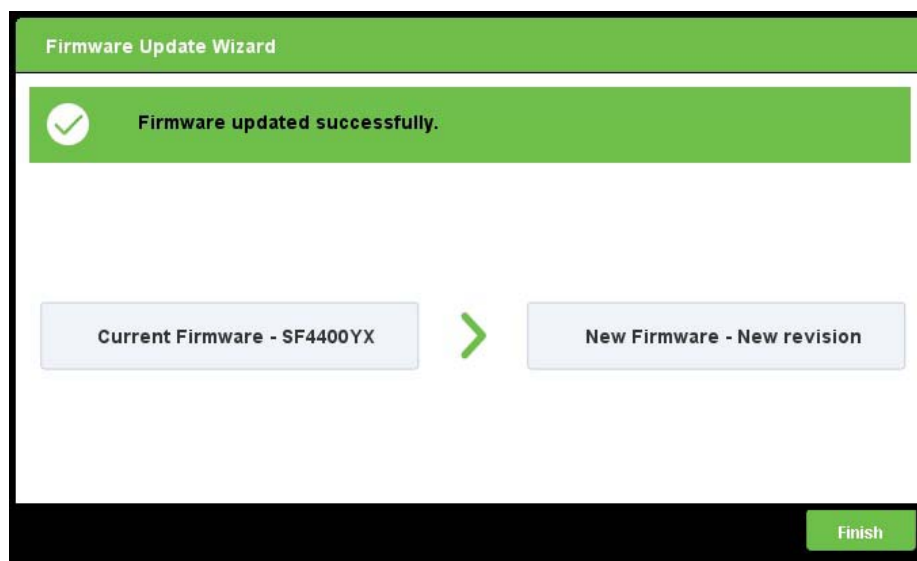 Firmware Update Wizard
Firmware updated successfully.
Current Firmware - SF4400YX
New Firmware - New revision
Finish